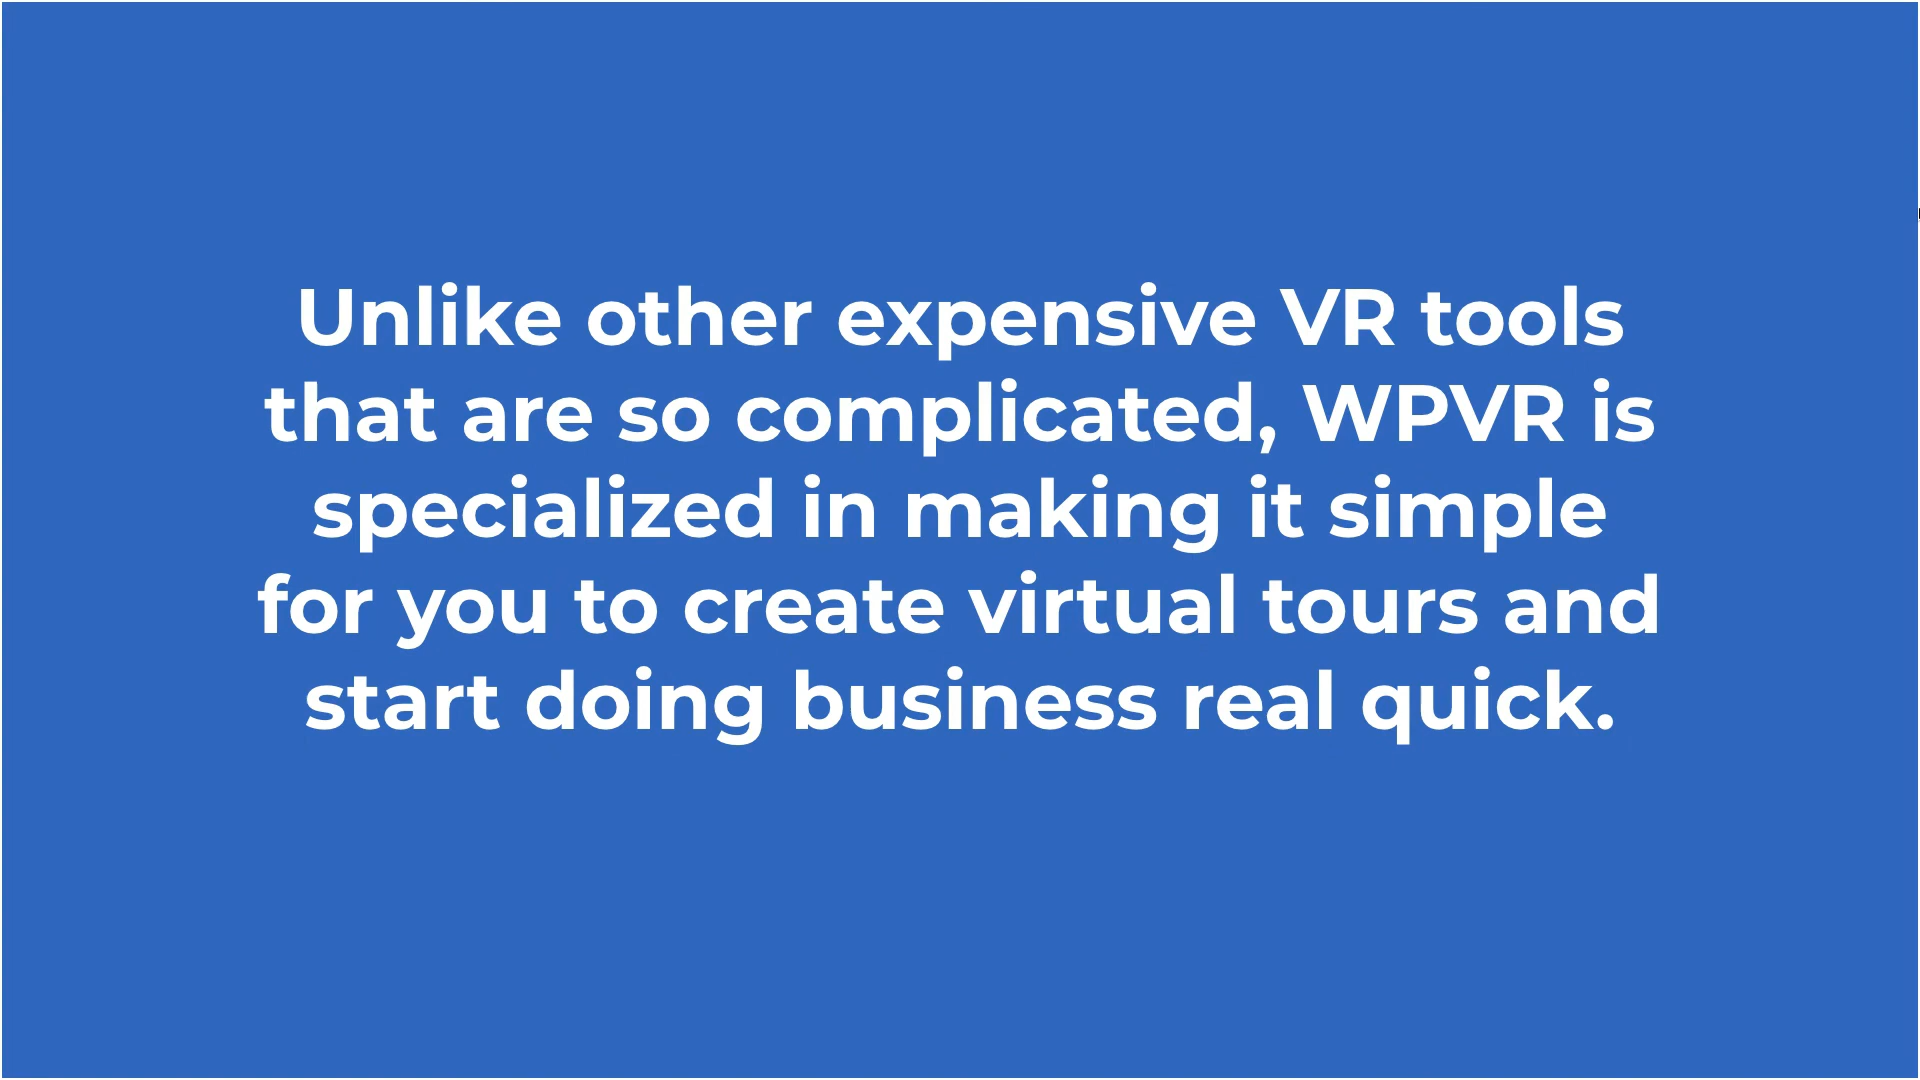 Unlike other expensive VR tools
that are so complicated, WPVR is
specialized in making it simple
for you to create virtual tours and
start doing business real quick.